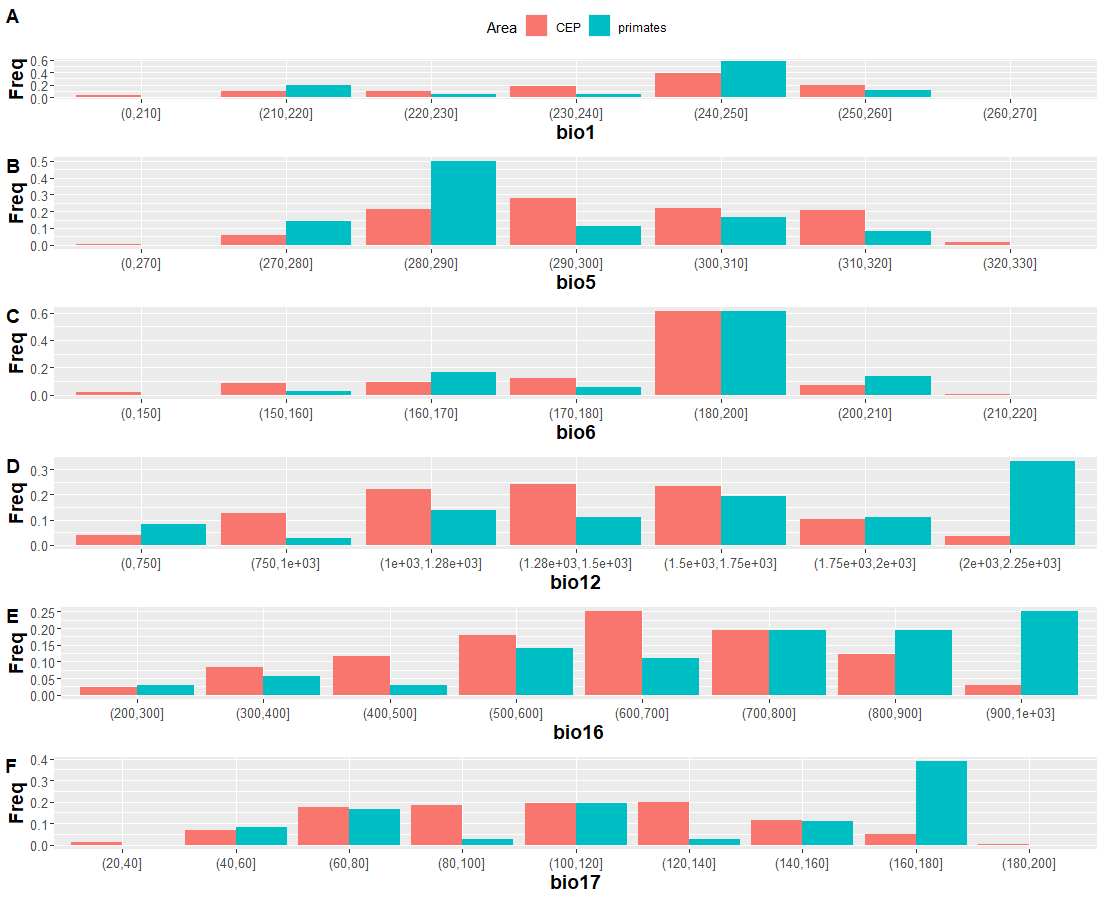 A
Area CEP primates
0.6
0.4
0.2
0.0
Freq
(0,210] (210,220] (220,230] (230,240] (240,250] (250,260] (260,270]
bio1
B
0.5
0.4
0.3
0.2
0.1
0.0
Freq
(0,270] (270,280] (280,290] (290,300] (300,310] (310,320] (320,330]
bio5
C
0.6
0.4
0.2
0.0
Freq
(0,150] (150,160] (160,170] (170,180] (180,200] (200,210] (210,220]
bio6
D
0.3
0.2
0.1
0.0
Freq
(0,750] (750,1e+03] (1e+03,1.28e+03] (1.28e+03,1.5e+03] (1.5e+03,1.75e+03] (1.75e+03,2e+03] (2e+03,2.25e+03]
bio12
E
0.25
0.20
0.15
0.10
0.05
0.00
Freq
(200,300] (300,400] (400,500] (500,600] (600,700] (700,800] (800,900] (900,1e+03]
bio16
F
0.4
0.3
0.2
0.1
0.0
Freq
(20,40] (40,60] (60,80] (80,100] (100,120] (120,140] (140,160] (160,180] (180,200]
bio17